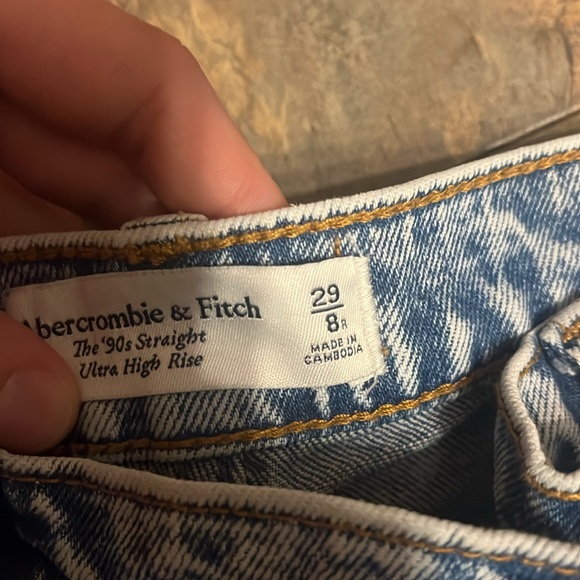 Abercrombie & Fitch
The '90s Straight
Ultra High Rise
29
8R
MADE IN
CAMBODIA